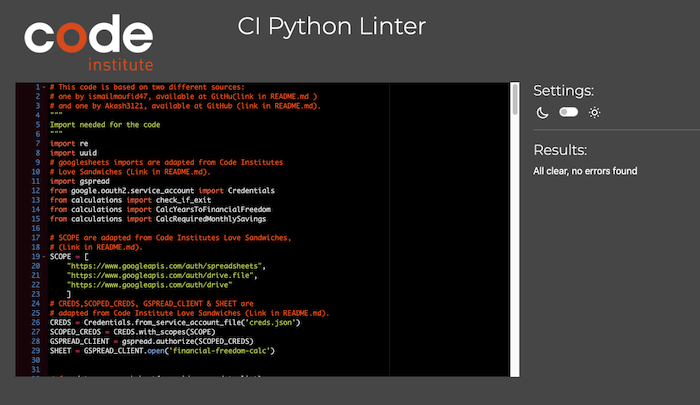 code
institute
CI Python Linter
1 # This code is based on two different sources:
2 # one by ismailmoufid47, available at GitHu(link in README.md )
3 # and one by Akash3121, available at GitHub (link in README.md).
4 """
5 Import needed for the code
6 """
7 import re
8 import uuid
9 # googlesheets imports are adapted from Code Institutes
10 # Love Sandwiches (Link in README.md).
11 import gspread
12 from google.oauth2.service_account import Credentials
13 from calculations import check_if_exit
14 from calculations import CalcYearsToFinancialFreedom
15 from calculations import CalcRequiredMonthlySavings
16
17 # SCOPE are adapted from Code Institutes Love Sandwiches,
18 # (Link in README.md).
19 SCOPE = [
20 "https://www.googleapis.com/auth/spreadsheets",
21 "https://www.googleapis.com/auth/drive.file",
22 "https://www.googleapis.com/auth/drive"
23 ]
24 # CREDS,SCOPED_CREDS, GSPREAD_CLIENT & SHEET are
25 # adapted from Code Institute Love Sandwiches (Link in README.md).
26 CREDS = Credentials.from_service_account_file('creds.json')
27 SCOPED_CREDS = CREDS.with_scopes(SCOPE)
28 GSPREAD_CLIENT = gspread.authorize(SCOPED_CREDS)
29 SHEET = GSPREAD_CLIENT.open('financial-freedom-calc')
30
31
Settings:
Results:
All clear, no errors found